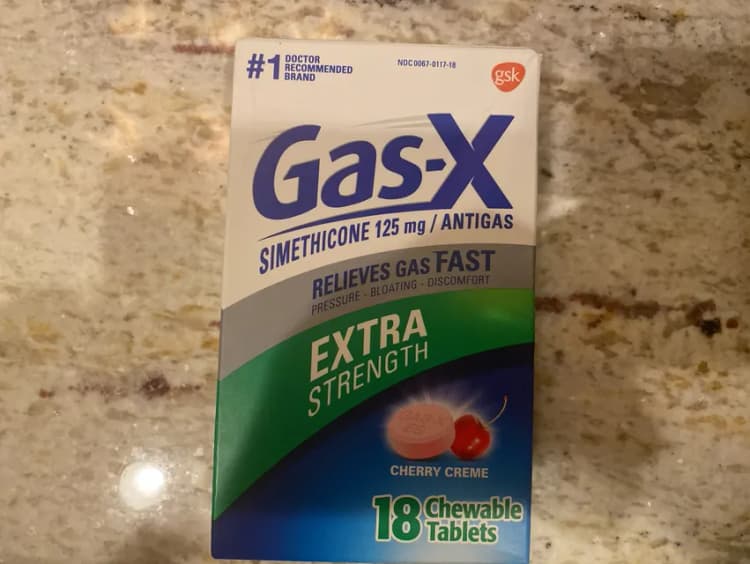 #1 DOCTOR
RECOMMENDED
BRAND
NDC 0067-0117-18
gsk
Gas-X
SIMETHICONE 125 mg / ANTIGAS
RELIEVES GAS FAST
PRESSURE - BLOATING - DISCOMFORT
EXTRA
STRENGTH
GAS-X
CHERRY CREME
18 Chewable
Tablets